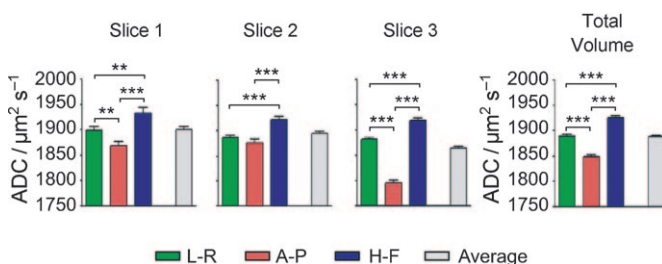 Slice 1
Slice 2
Slice 3
Total
Volume
ADC / µm² s⁻¹
2000
1950
1900
1850
1800
1750
**
**
***
***
***
***
***
***
ADC / µm² s⁻¹
2000
1950
1900
1850
1800
1750
***
***
***
L-R
A-P
H-F
Average